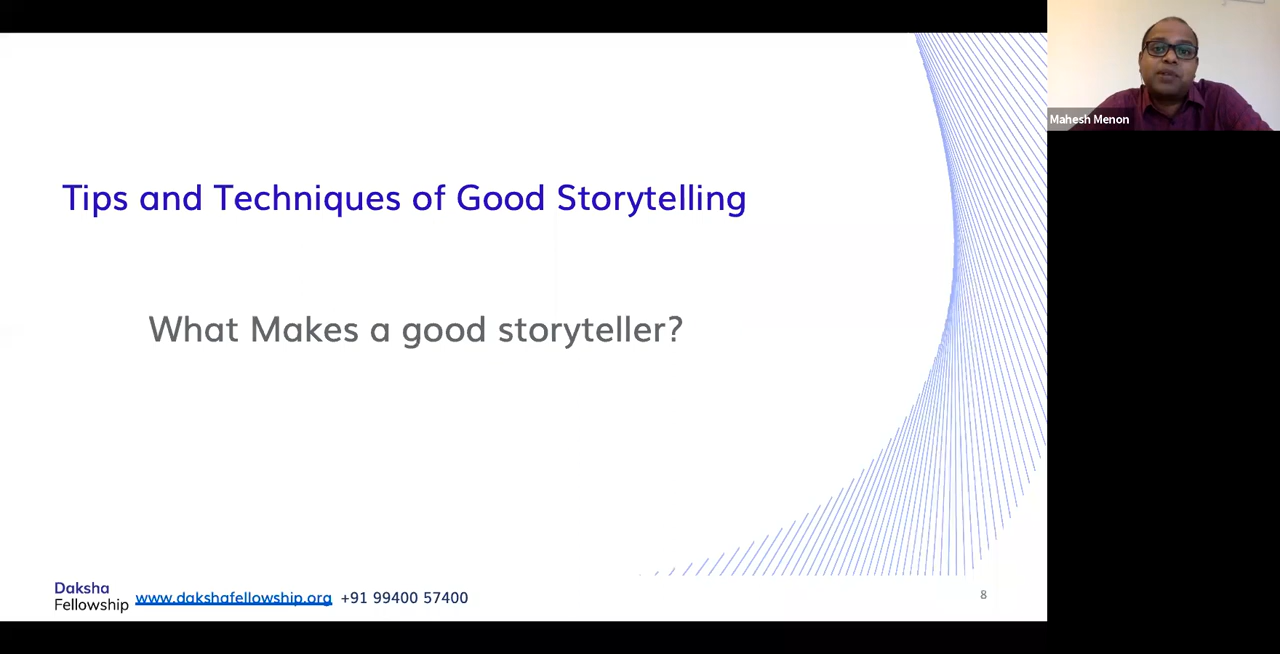 Mahesh Menon
Tips and Techniques of Good Storytelling
What Makes a good storyteller?
Daksha
Fellowship
www.dakshafellowship.org +91 99400 57400
8